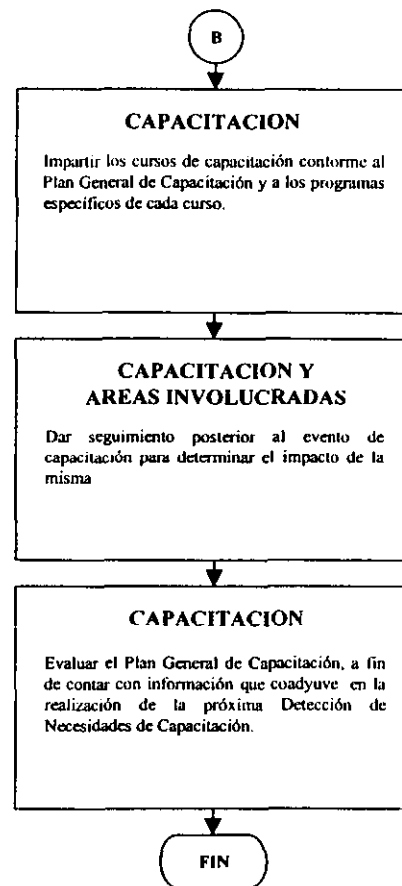 B
CAPACITACION
Impartir los cursos de capacitación conforme al
Plan General de Capacitación y a los programas
específicos de cada curso.
CAPACITACION Y
AREAS INVOLUCRADAS
Dar seguimiento posterior al evento de
capacitación para determinar el impacto de la
misma
CAPACITACION
Evaluar el Plan General de Capacitación, a fin
de contar con información que coadyuve en la
realización de la próxima Detección de
Necesidades de Capacitación.
FIN